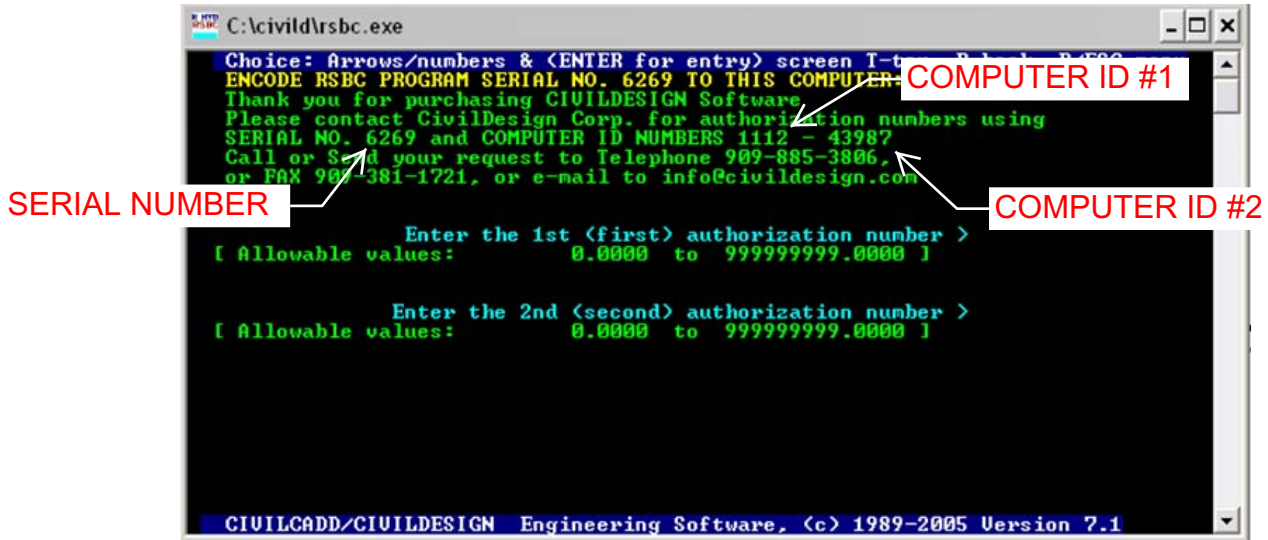 C:\civild\rsbc.exe
Choice: Arrows/numbers & (ENTER for entry) screen
ENCODE RSBC PROGRAM SERIAL NO. 6269 TO THIS COMPUTER:
COMPUTER ID #1
Thank you for purchasing CIVILDESIGN Software
Please contact CivilDesign Corp. for authorization numbers using
SERIAL NO. 6269 and COMPUTER ID NUMBERS 1112 - 43987
Call or Send your request to Telephone 909-885-3806,
or FAX 909-381-1721, or e-mail to info@civildesign.com
SERIAL NUMBER
COMPUTER ID #2
Enter the 1st (first) authorization number >
[ Allowable values: 0.0000 to 999999999.0000 ]
Enter the 2nd (second) authorization number >
[ Allowable values: 0.0000 to 999999999.0000 ]
CIVILCADD/CIVILDESIGN Engineering Software, (c) 1989-2005 Version 7.1